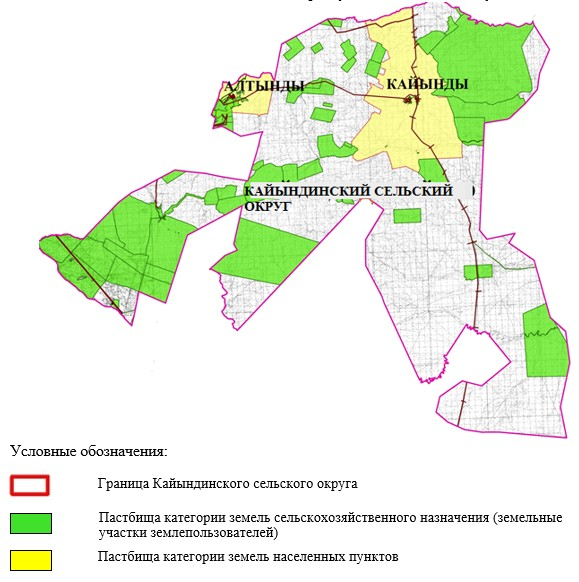 АЛТЫНДЫ
КАЙЫНДЫ
КАЙЫНДИНСКИЙ СЕЛЬСКИЙ
ОКРУГ
Условные обозначения:
Граница Кайындинского сельского округа
Пастбища категории земель сельскохозяйственного назначения (земельные
участки землепользователей)
Пастбища категории земель населенных пунктов